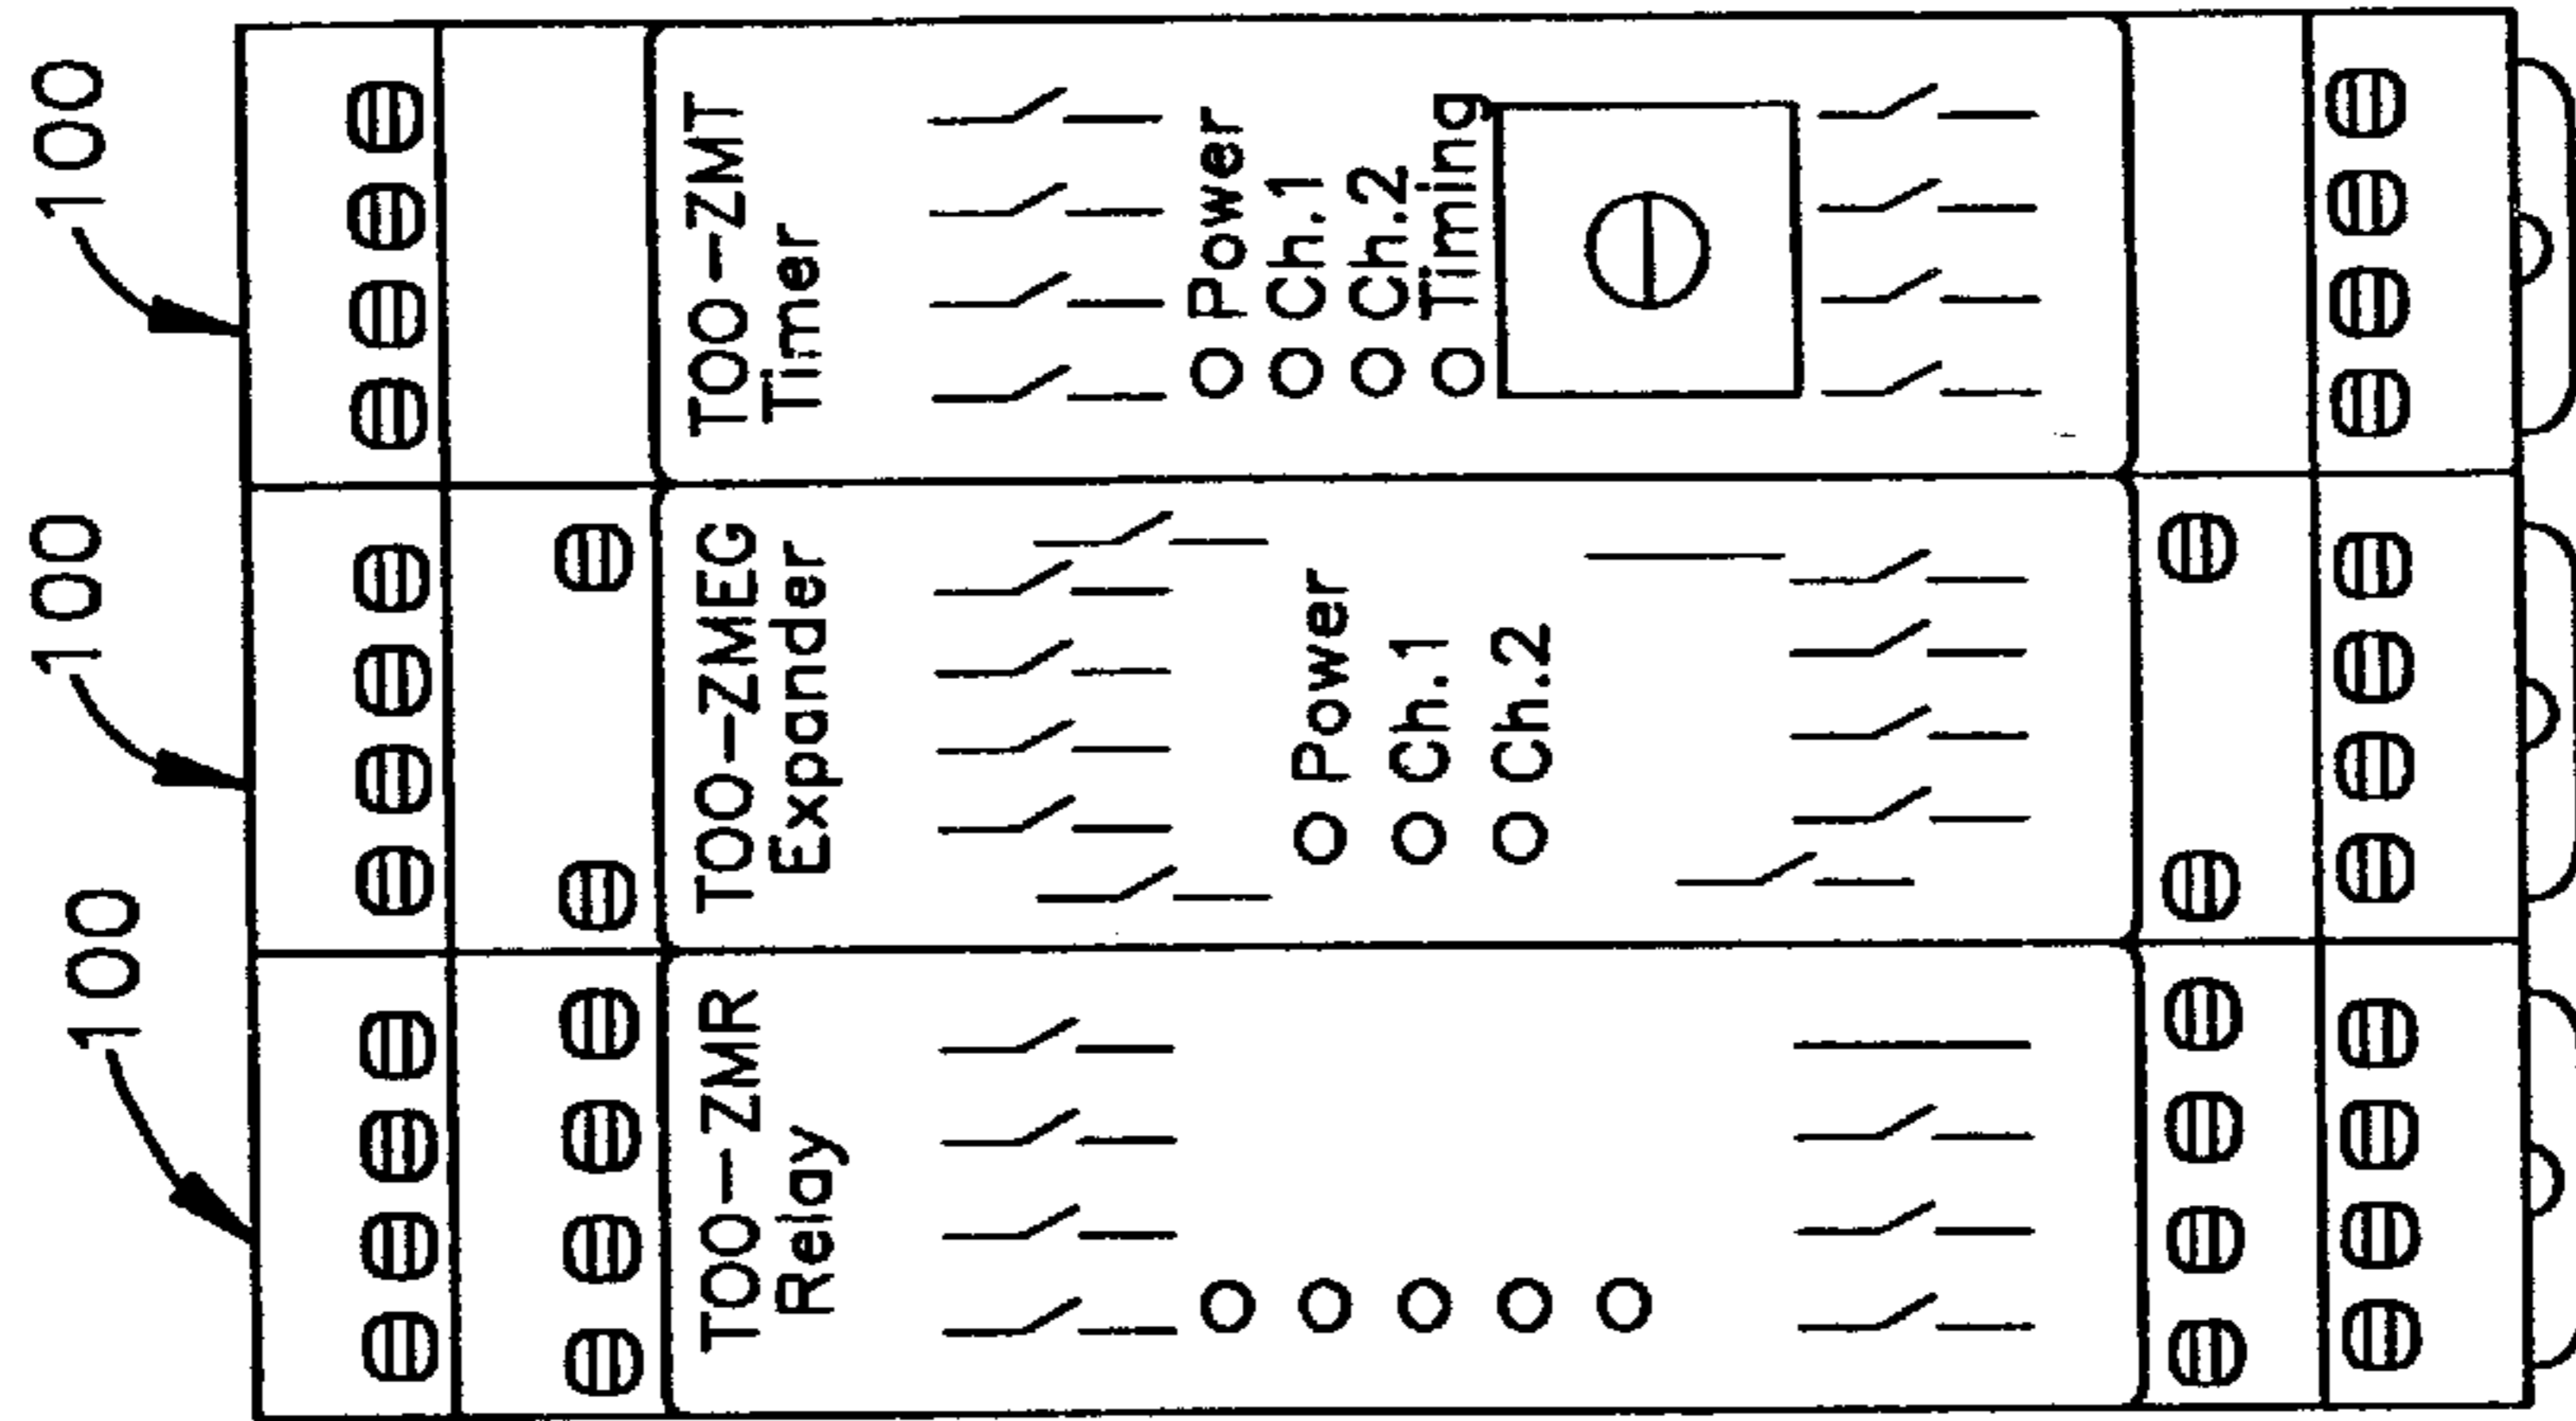 100
100
100
TOO-ZMR
Relay
TOO-ZMEG
Expander
Power
Ch.1
Ch.2
TOO-ZMT
Timer
Power
Ch.1
Ch.2
Timing